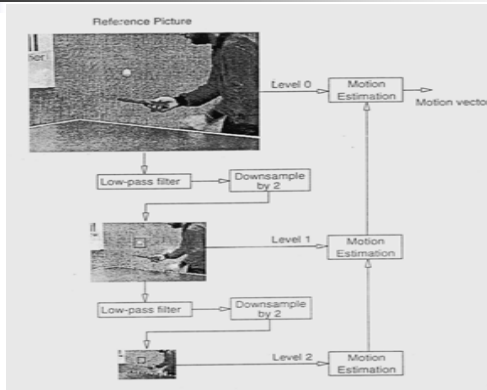 Reference Picture
Level 0
Motion
Estimation
Motion vector
Low-pass filter
Downsample
by 2
Level 1
Motion
Estimation
Low-pass filter
Downsample
by 2
Level 2
Motion
Estimation